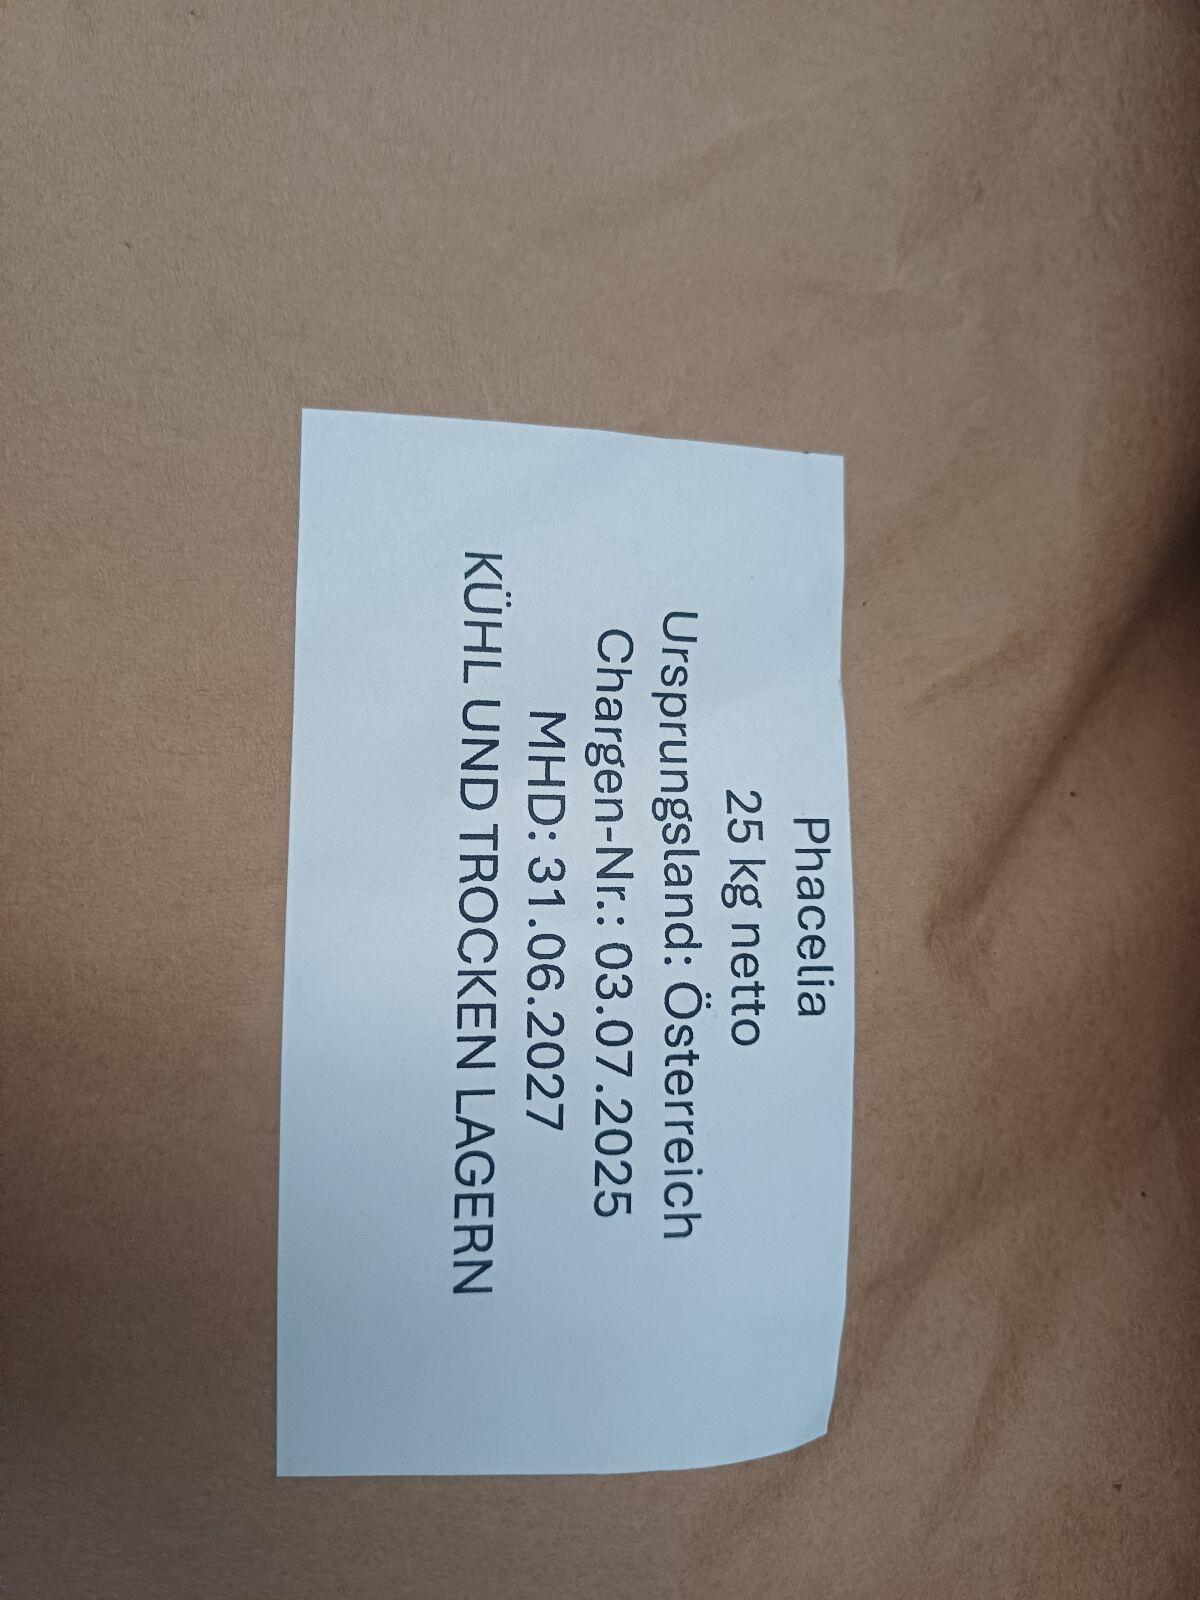 Phacelia
25 kg netto
Ursprungsland: Österreich
Chargen-Nr.: 03.07.2025
MHD: 31.06.2027
KÜHL UND TROCKEN LAGERN